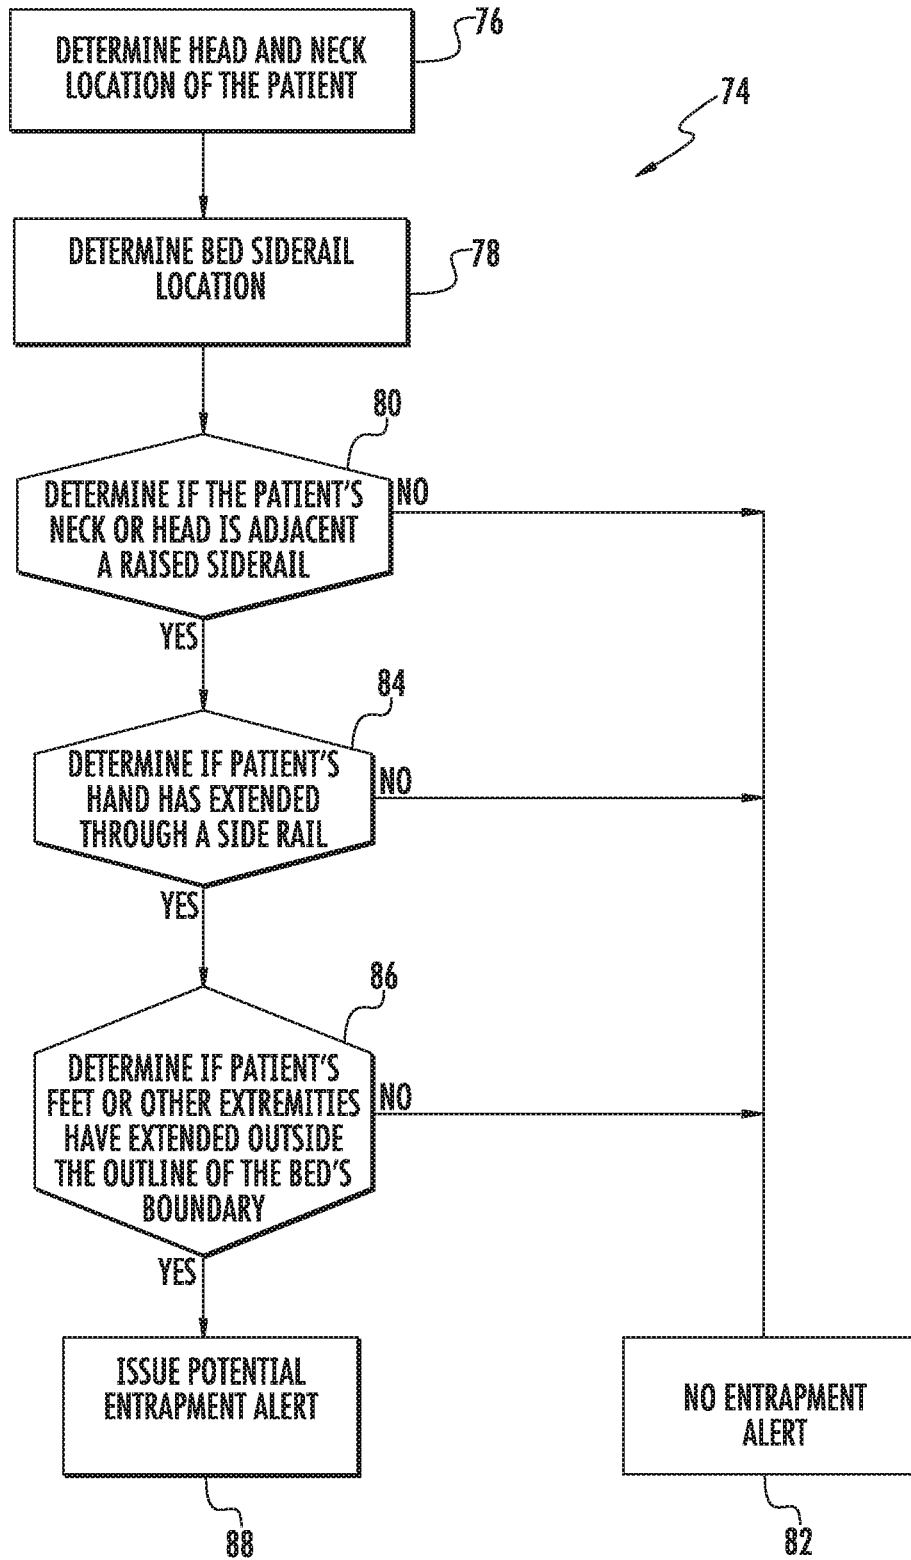 76
DETERMINE HEAD AND NECK
LOCATION OF THE PATIENT
74
DETERMINE BED SIDERAIL
LOCATION
78
80
DETERMINE IF THE PATIENT'S
NECK OR HEAD IS ADJACENT
A RAISED SIDERAIL
NO
YES
84
DETERMINE IF PATIENT'S
HAND HAS EXTENDED
THROUGH A SIDE RAIL
NO
YES
86
DETERMINE IF PATIENT'S
FEET OR OTHER EXTREMITIES
HAVE EXTENDED OUTSIDE
THE OUTLINE OF THE BED'S
BOUNDARY
NO
YES
ISSUE POTENTIAL
ENTRAPMENT ALERT
88
NO ENTRAPMENT
ALERT
82